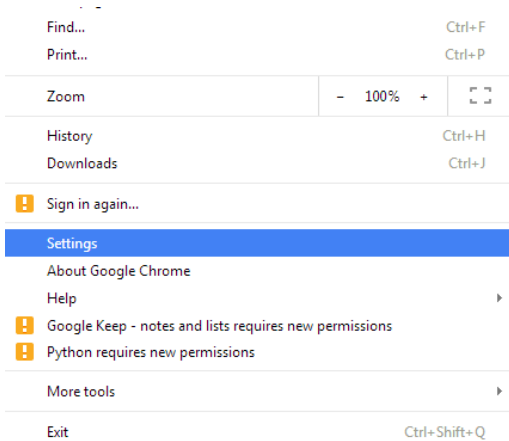 Find... Ctrl+F
Print... Ctrl+P
Zoom - 100% +
History Ctrl+H
Downloads Ctrl+J
Sign in again...
Settings
About Google Chrome
Help
Google Keep - notes and lists requires new permissions
Python requires new permissions
More tools
Exit Ctrl+Shift+Q